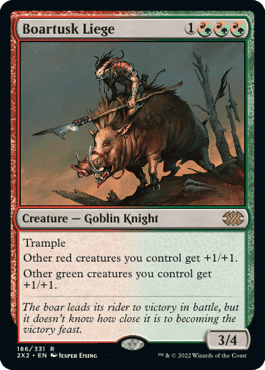 Boartusk Liege 1
Creature — Goblin Knight
Trample
Other red creatures you control get +1/+1.
Other green creatures you control get
+1/+1.
The boar leads its rider to victory in battle, but
it doesn't know how close it is to becoming the
victory feast.
3/4
186/331 R
2X2 • EN Jesper Ejsing
™ & © 2022 Wizards of the Coast